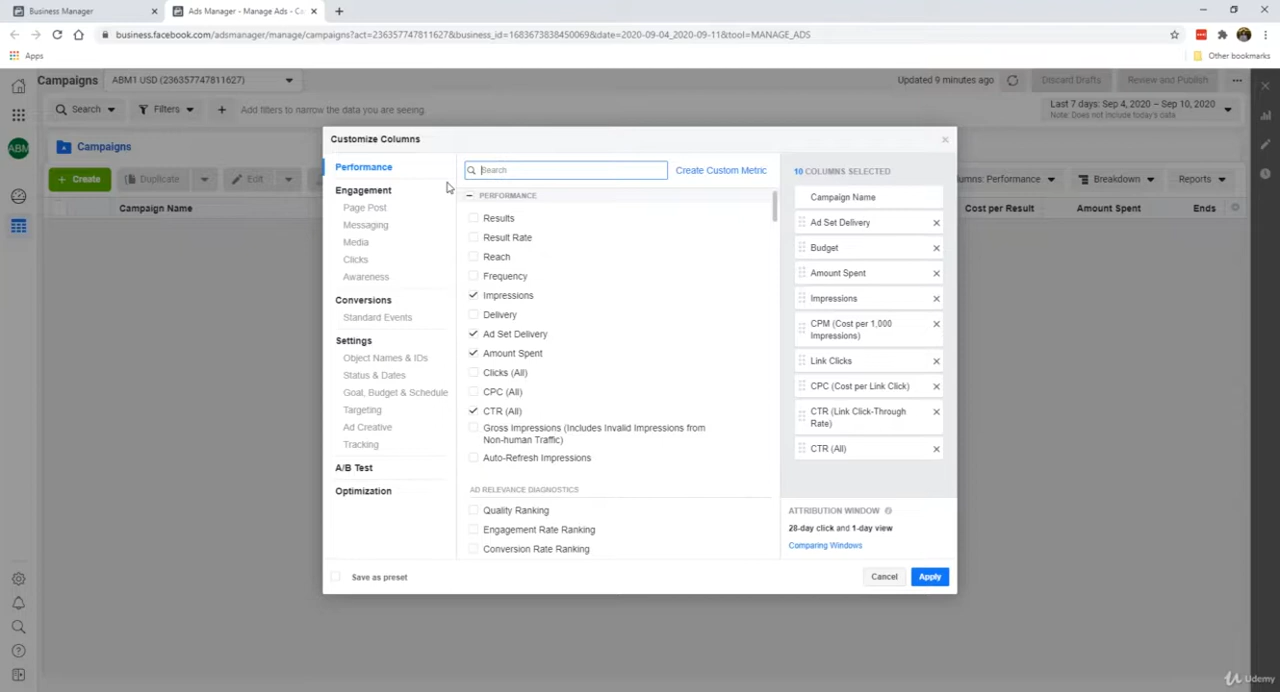 Business Manager
Ads Manager - Manage Ads - Ca
business.facebook.com/adsmanager/manage/campaigns?act=236357747811627&business_id=1683673838450069&date=2020-09-04_2020-09-11&tool=MANAGE_ADS
Apps
Other bookmarks
Campaigns
ABM1 USD (236357747811627)
Updated 9 minutes ago
Discard Drafts
Review and Publish
Search
Filters
Add filters to narrow the data you are seeing.
Last 7 days: Sep 4, 2020 – Sep 10, 2020
Note: Does not include today's data
ABM
Campaigns
+ Create
Duplicate
Edit
umns: Performance
Breakdown
Reports
Campaign Name
Cost per Result
Amount Spent
Ends
Customize Columns
Performance
Engagement
Page Post
Messaging
Media
Clicks
Awareness
Conversions
Standard Events
Settings
Object Names & IDs
Status & Dates
Goal, Budget & Schedule
Targeting
Ad Creative
Tracking
A/B Test
Optimization
Search
Create Custom Metric
PERFORMANCE
Results
Result Rate
Reach
Frequency
Impressions
Delivery
Ad Set Delivery
Amount Spent
Clicks (All)
CPC (All)
CTR (All)
Gross Impressions (Includes Invalid Impressions from
Non-human Traffic)
Auto-Refresh Impressions
AD RELEVANCE DIAGNOSTICS
Quality Ranking
Engagement Rate Ranking
Conversion Rate Ranking
10 COLUMNS SELECTED
Campaign Name
Ad Set Delivery
Budget
Amount Spent
Impressions
CPM (Cost per 1,000
Impressions)
Link Clicks
CPC (Cost per Link Click)
CTR (Link Click-Through
Rate)
CTR (All)
ATTRIBUTION WINDOW
28-day click and 1-day view
Comparing Windows
Save as preset
Cancel
Apply
Udemy